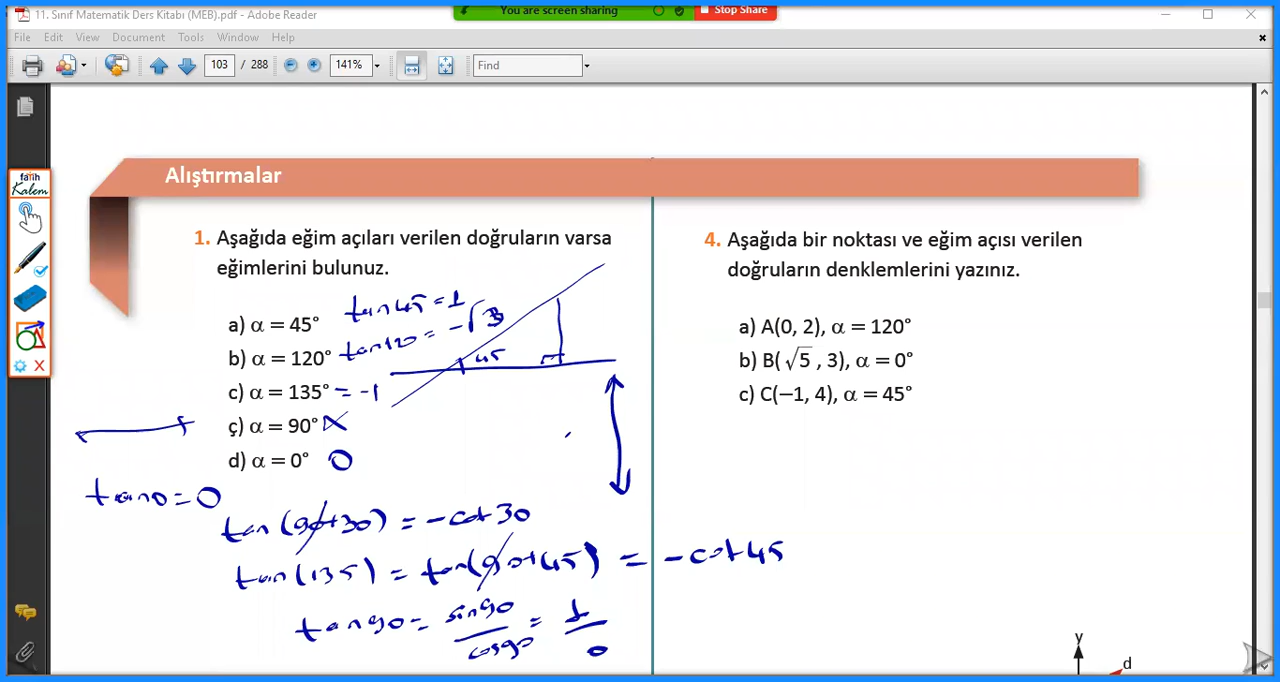 11. Sınıf Matematik Ders Kitabı (MEB).pdf - Adobe Reader
You are screen sharing
Stop Share
File Edit View Document Tools Window Help
103 / 288
141%
Find
fatih
Kalem
Alıştırmalar
1. Aşağıda eğim açıları verilen doğruların varsa
eğimlerini bulunuz.
a) α = 45° tan45=1
b) α = 120° tan120 = -√3
c) α = 135° = -1
ç) α = 90° X
d) α = 0° 0
45
tan0=0
tan(90+30) = -cot30
tan(135) = tan(90+45) = -cot45
tan90 = sin90/cos90 = 1/0
4. Aşağıda bir noktası ve eğim açısı verilen
doğruların denklemlerini yazınız.
a) A(0, 2), α = 120°
b) B(√5 , 3), α = 0°
c) C(−1, 4), α = 45°
y
d